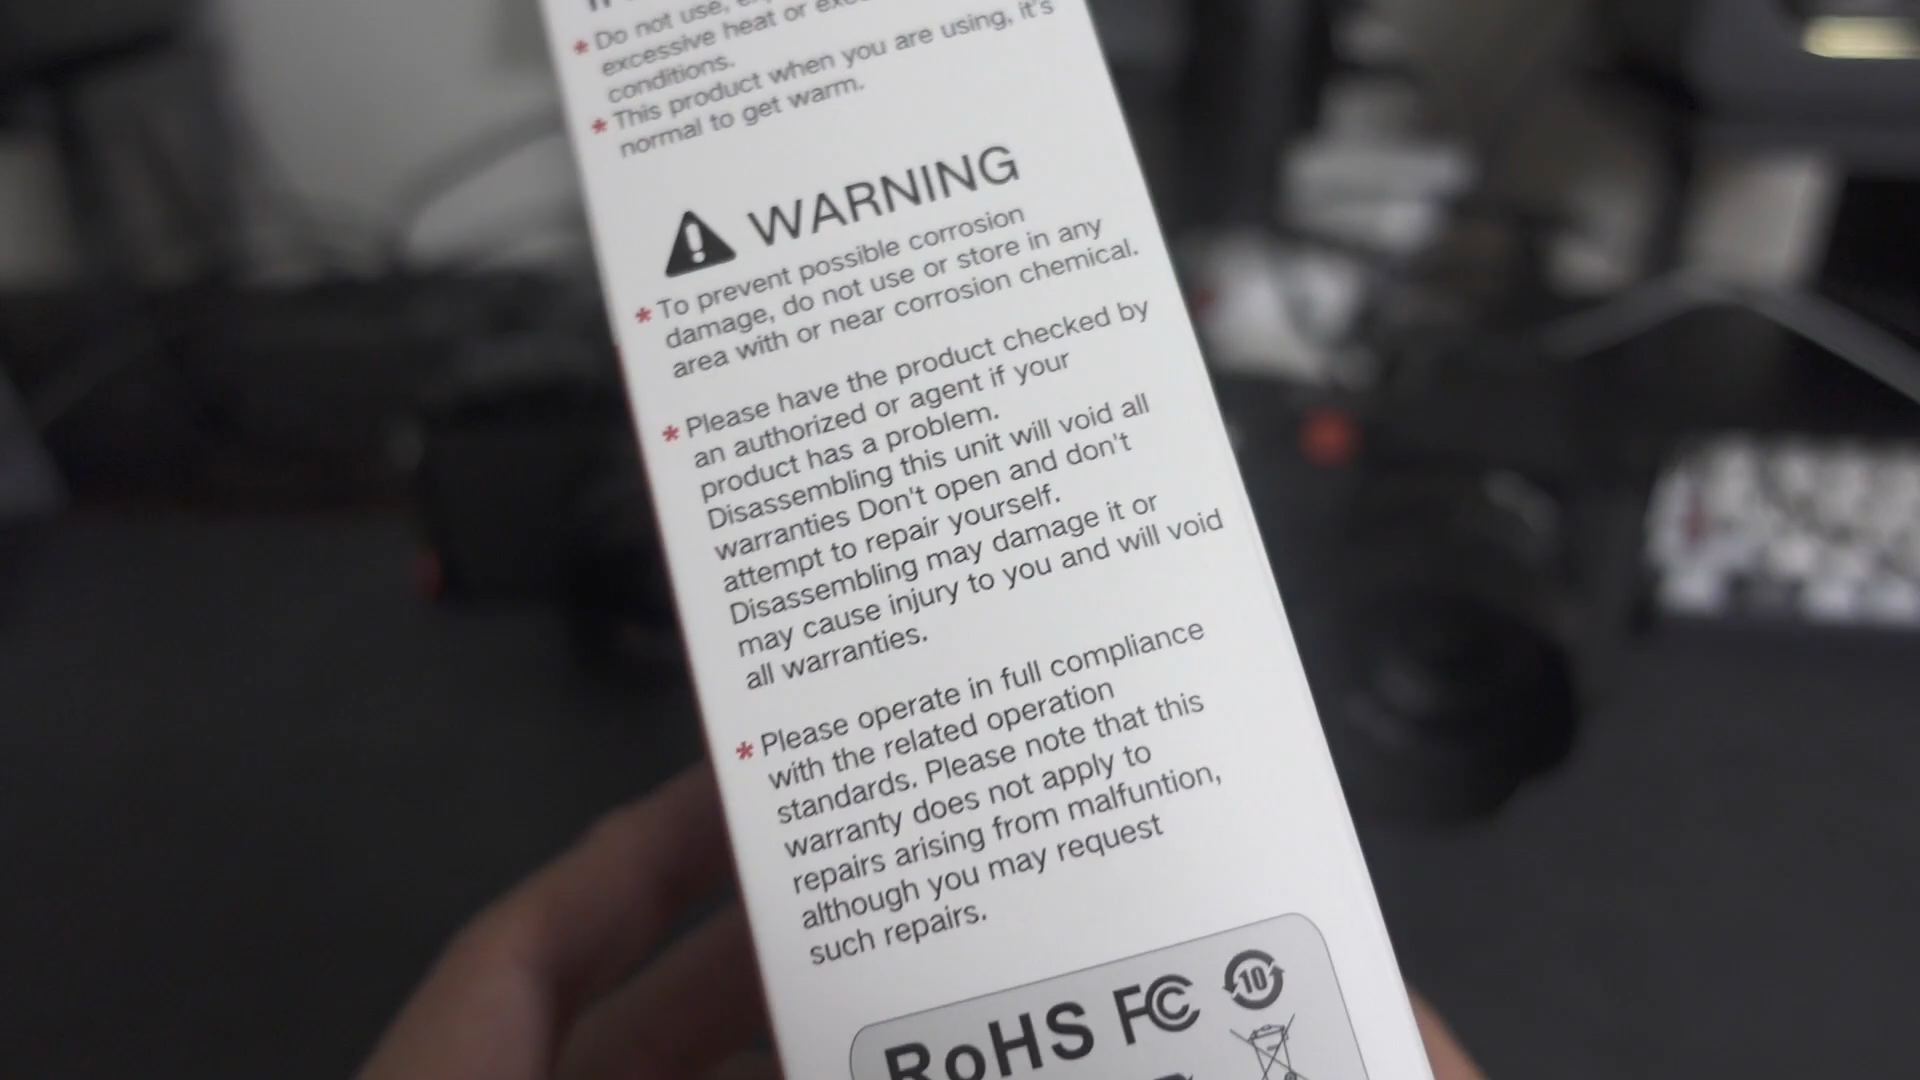 * Do not use,
excessive heat or
conditions.
* This product when you are using, it's
normal to get warm.
WARNING
* To prevent possible corrosion
damage, do not use or store in any
area with or near corrosion chemical.
* Please have the product checked by
an authorized or agent if your
product has a problem.
Disassembling this unit will void all
warranties Don't open and don't
attempt to repair yourself.
Disassembling may damage it or
may cause injury to you and will void
all warranties.
* Please operate in full compliance
with the related operation
standards. Please note that this
warranty does not apply to
repairs arising from malfuntion,
although you may request
such repairs.
RoHS FC 10